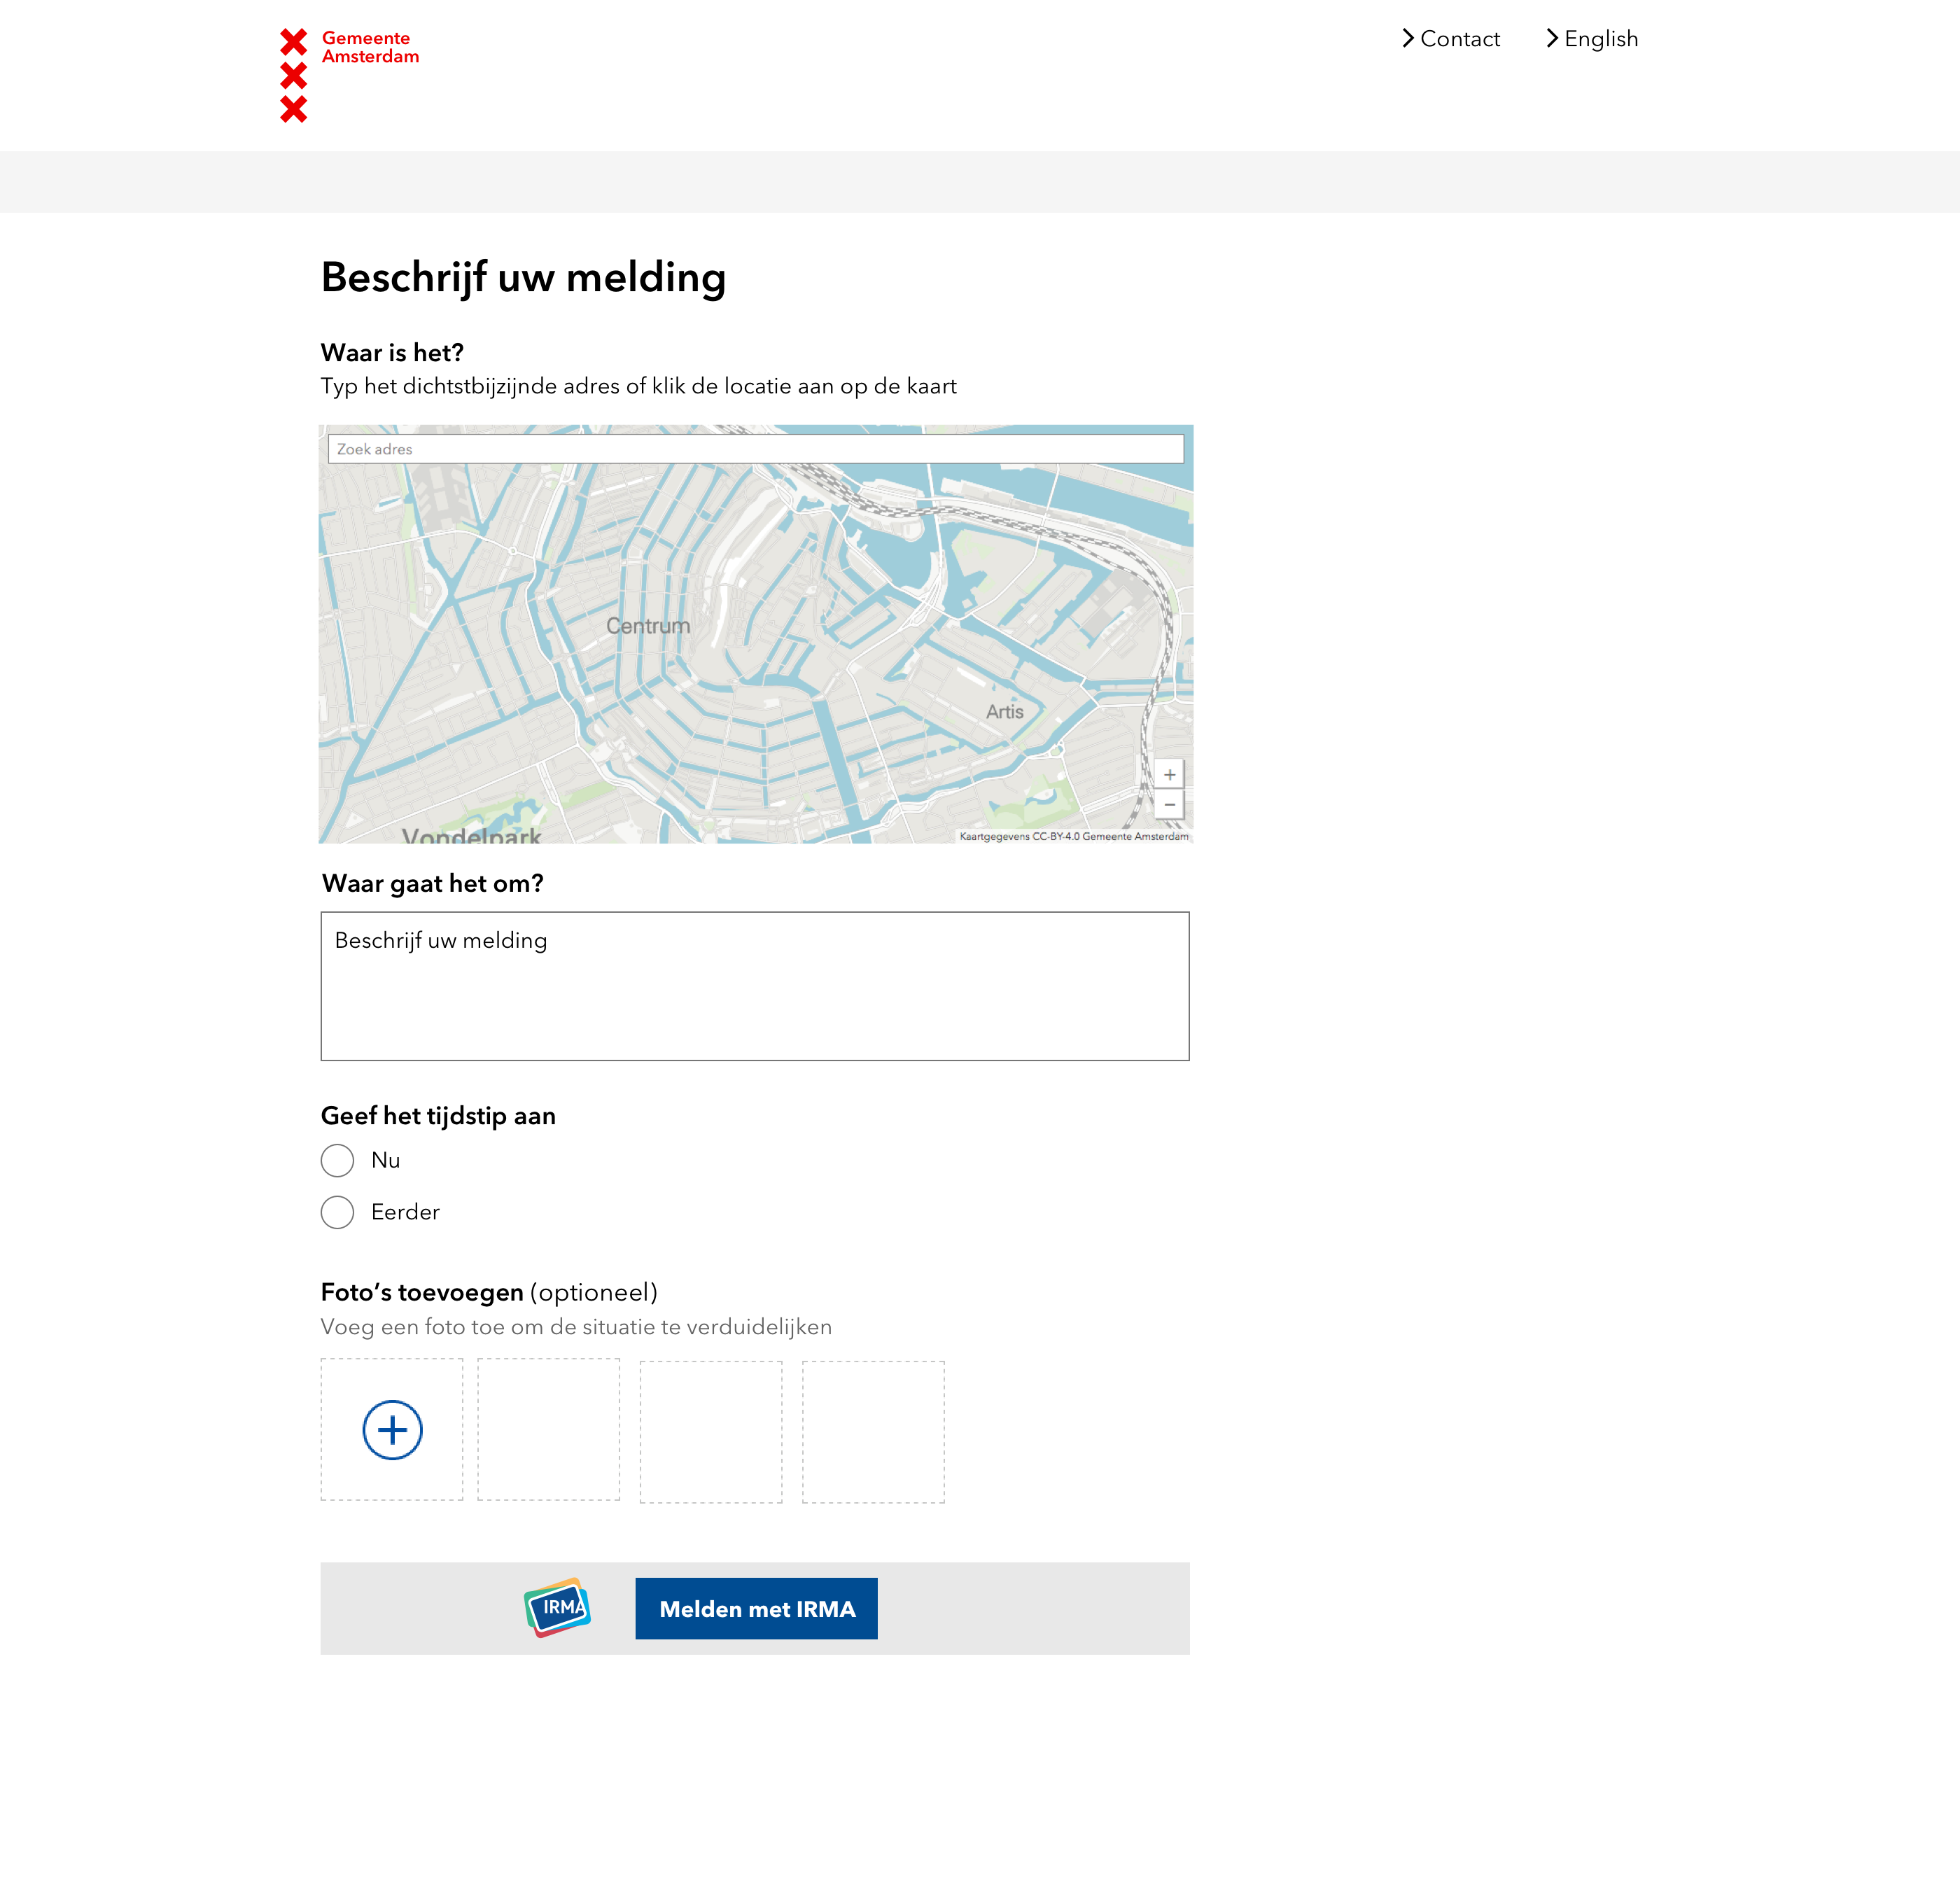 Gemeente
Amsterdam
Contact
English
Beschrijf uw melding
Waar is het?
Typ het dichtstbijzijnde adres of klik de locatie aan op de kaart
Zoek adres
Centrum
Artis
Vondelpark
+
−
Kaartgegevens CC-BY-4.0 Gemeente Amsterdam
Waar gaat het om?
Beschrijf uw melding
Geef het tijdstip aan
Nu
Eerder
Foto’s toevoegen (optioneel)
Voeg een foto toe om de situatie te verduidelijken
IRMA
Melden met IRMA